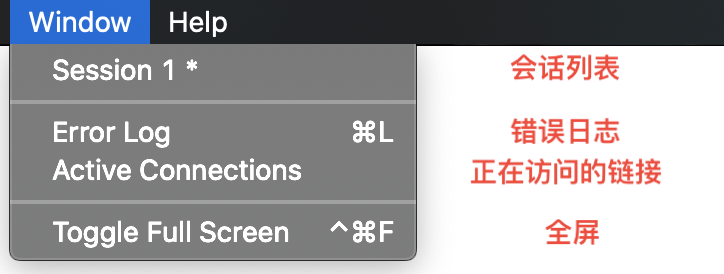 Window Help
Session 1 * 会话列表
Error Log ⌘L 错误日志
Active Connections 正在访问的链接
Toggle Full Screen ^⌘F 全屏